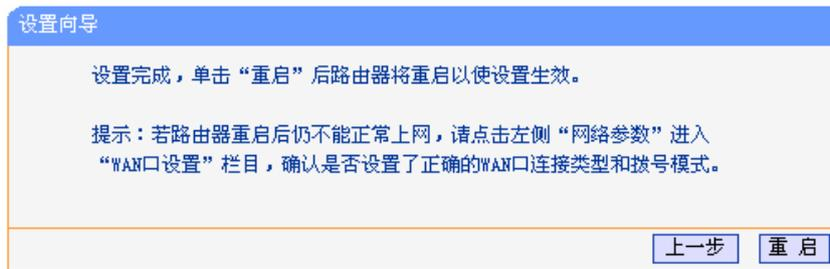 设置向导
设置完成，单击“重启”后路由器将重启以使设置生效。
提示：若路由器重启后仍不能正常上网，请点击左侧“网络参数”进入
“WAN口设置”栏目，确认是否设置了正确的WAN口连接类型和拨号模式。
上一步 重 启